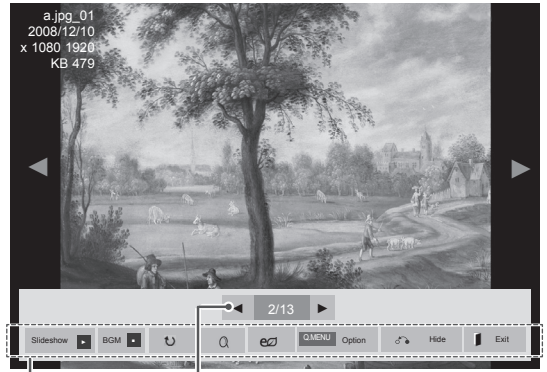 a.jpg_01
2008/12/10
x 1080 1920
KB 479
2/13
Slideshow BGM Q.MENU Option Hide Exit